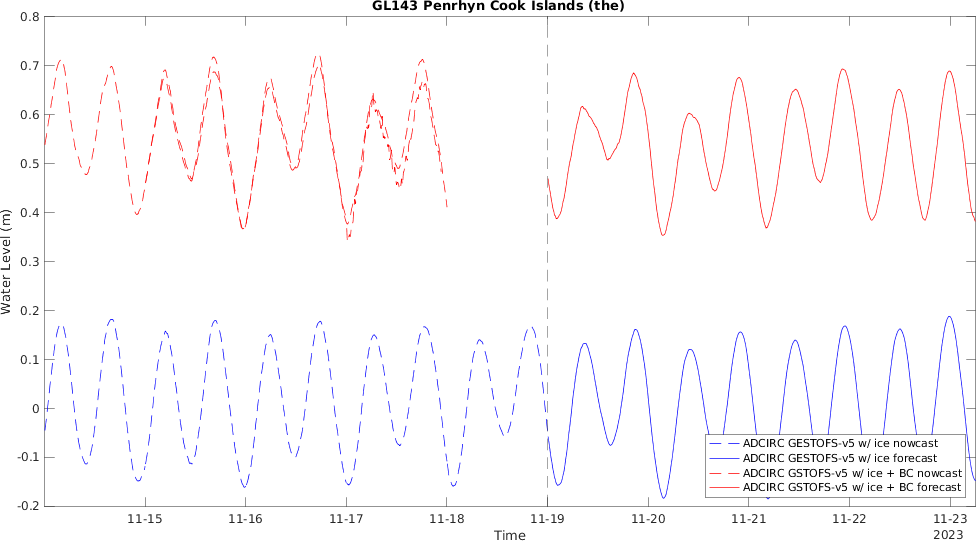 GL143 Penrhyn Cook Islands (the)
0.8
0.7
0.6
0.5
0.4
0.3
0.2
0.1
0
-0.1
-0.2
Water Level (m)
ADCIRC GESTOFS-v5 w/ ice nowcast
ADCIRC GESTOFS-v5 w/ ice forecast
ADCIRC GSTOFS-v5 w/ ice + BC nowcast
ADCIRC GSTOFS-v5 w/ ice + BC forecast
11-15 11-16 11-17 11-18 11-19 11-20 11-21 11-22 11-23
Time 2023